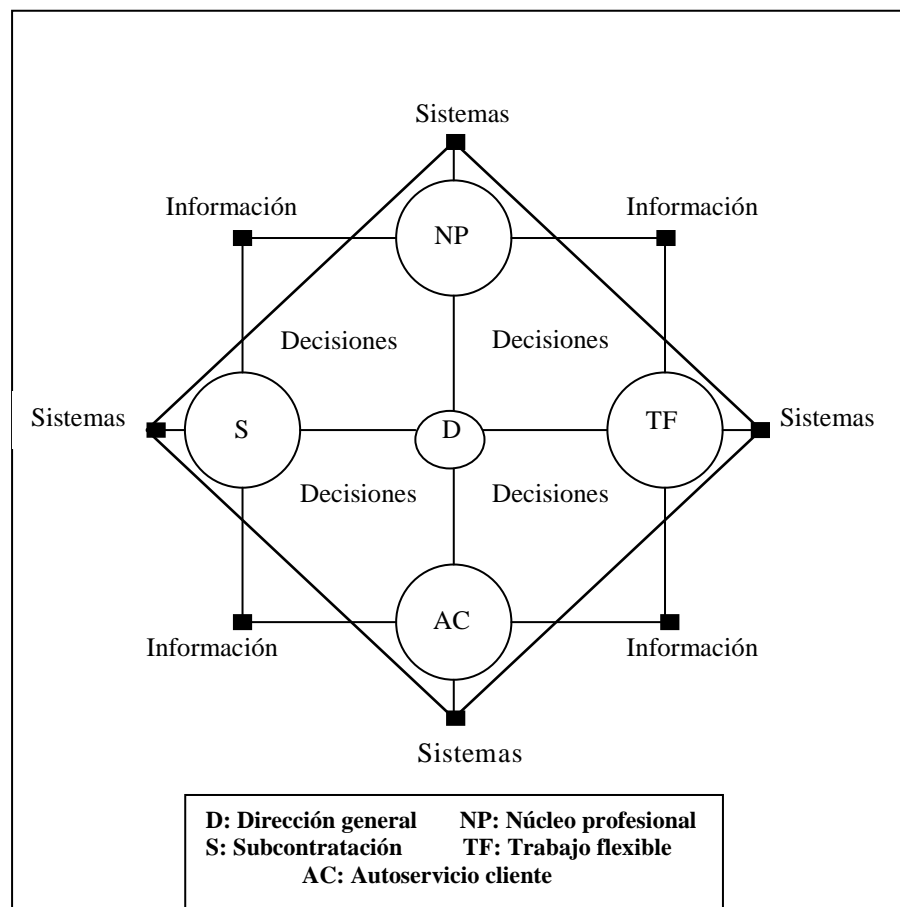 Sistemas
Información Información
NP
Decisiones Decisiones
Sistemas S D TF Sistemas
Decisiones Decisiones
AC
Información Información
Sistemas
D: Dirección general NP: Núcleo profesional
S: Subcontratación TF: Trabajo flexible
AC: Autoservicio cliente